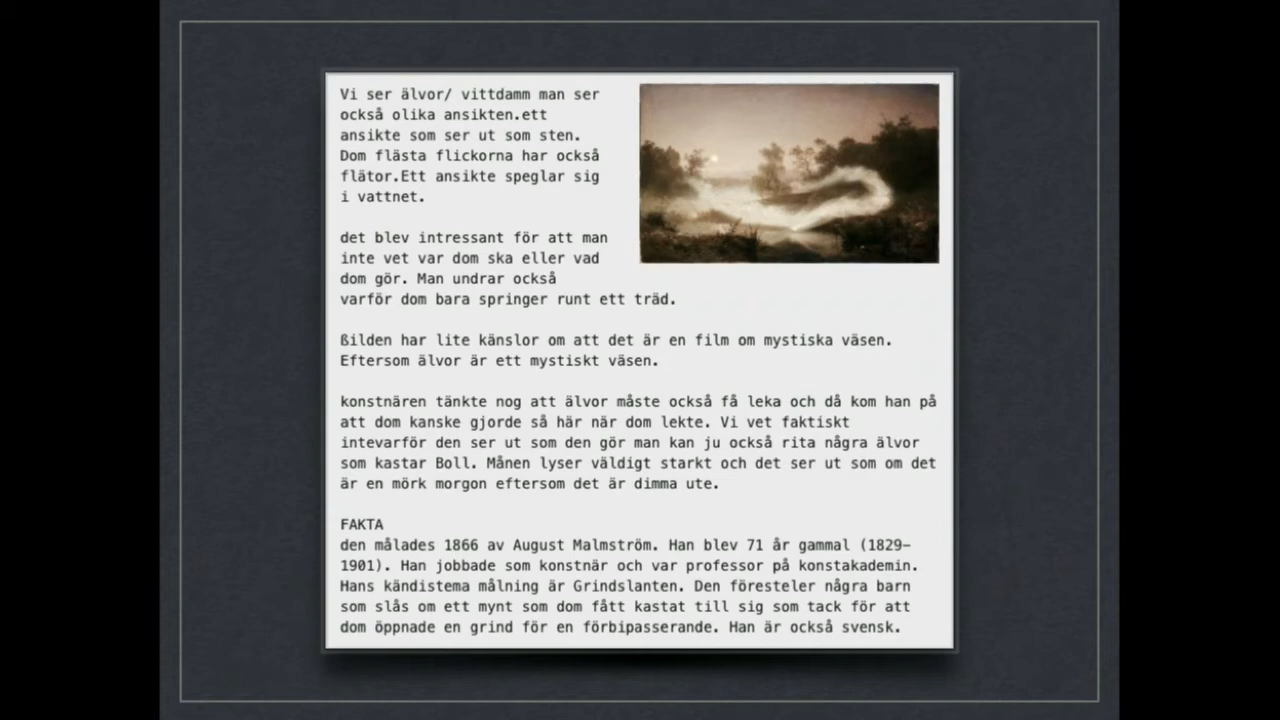 Vi ser älvor/ vittdamm man ser
också olika ansikten.ett
ansikte som ser ut som sten.
Dom flästa flickorna har också
flätor.Ett ansikte speglar sig
i vattnet.
det blev intressant för att man
inte vet var dom ska eller vad
dom gör. Man undrar också
varför dom bara springer runt ett träd.
ßilden har lite känslor om att det är en film om mystiska väsen.
Eftersom älvor är ett mystiskt väsen.
konstnären tänkte nog att älvor måste också få leka och då kom han på
att dom kanske gjorde så här när dom lekte. Vi vet faktiskt
intevarför den ser ut som den gör man kan ju också rita några älvor
som kastar Boll. Månen lyser väldigt starkt och det ser ut som om det
är en mörk morgon eftersom det är dimma ute.
FAKTA
den målades 1866 av August Malmström. Han blev 71 år gammal (1829–
1901). Han jobbade som konstnär och var professor på konstakademin.
Hans kändistema målning är Grindslanten. Den föresteler några barn
som slås om ett mynt som dom fått kastat till sig som tack för att
dom öppnade en grind för en förbipasserande. Han är också svensk.